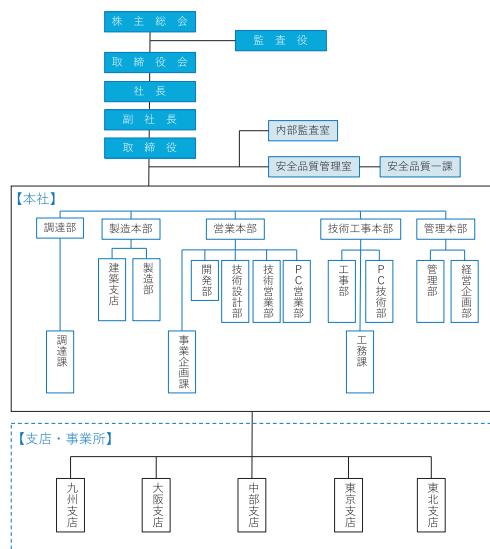 株主総会
監査役
取締役会
社長
副社長
取締役
内部監査室
安全品質管理室
安全品質一課
【本社】
調達部
製造本部
営業本部
技術工事本部
管理本部
建築支店
製造部
開発部
技術設計部
技術営業部
PC営業部
工事部
PC技術部
管理部
経営企画部
調達課
事業企画課
工務課
【支店・事業所】
九州支店
大阪支店
中部支店
東京支店
東北支店